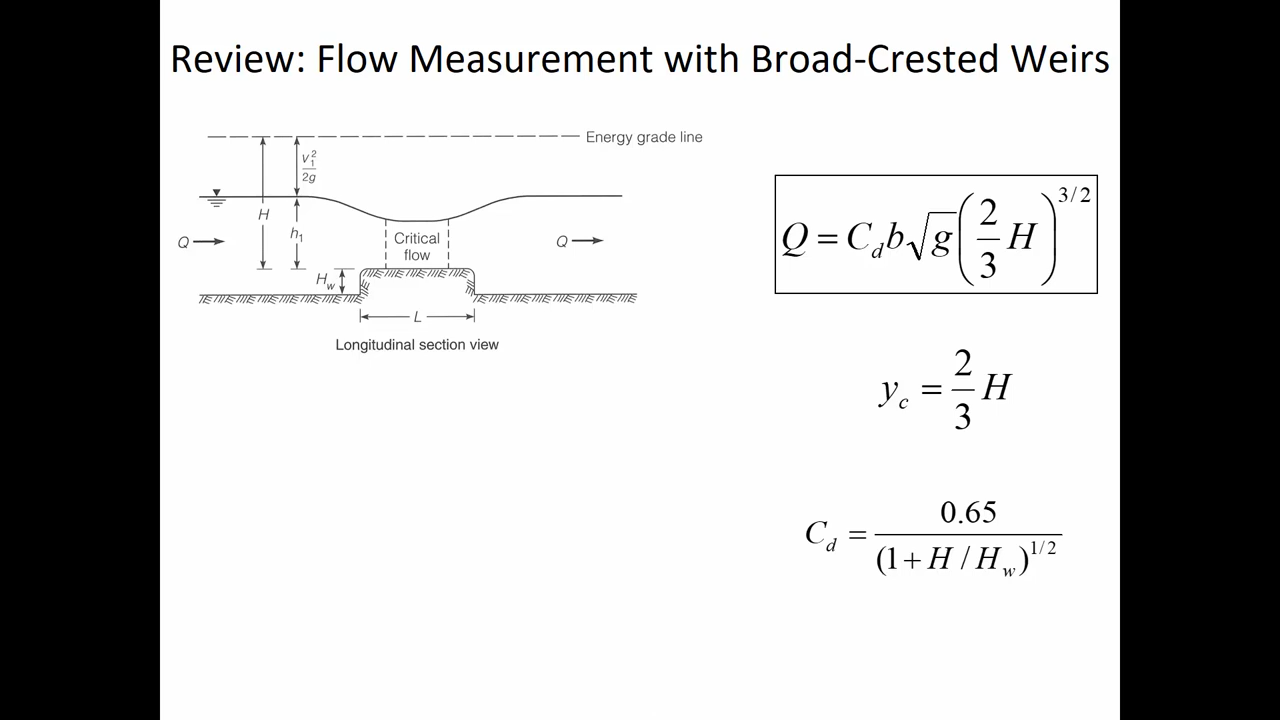 Review: Flow Measurement with Broad-Crested Weirs
Energy grade line
V₁²/2g
H
h₁
Q
Critical
flow
Q
H_w
L
Longitudinal section view
Q = C_d b√g (2/3 H)^3/2
y_c = 2/3 H
C_d = 0.65/(1 + H / H_w)^1/2